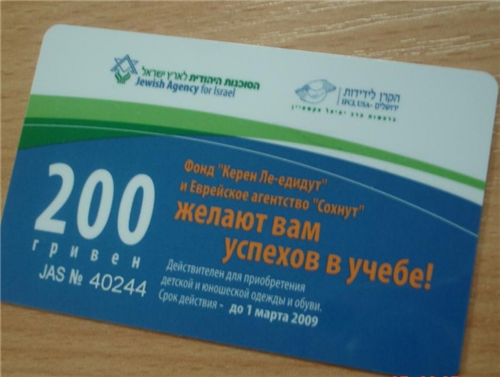 הסוכנות היהודית לארץ ישראל
Jewish Agency for Israel
הקרן לידידות
ירושלים - IFCJ, USA
Фонд "Керен Ле-едидут"
и Еврейское агентство "Сохнут"
желают вам
успехов в учебе!
200
гривен
JAS № 40244
Действителен для приобретения
детской и юношеской одежды и обуви.
Срок действия - до 1 марта 2009